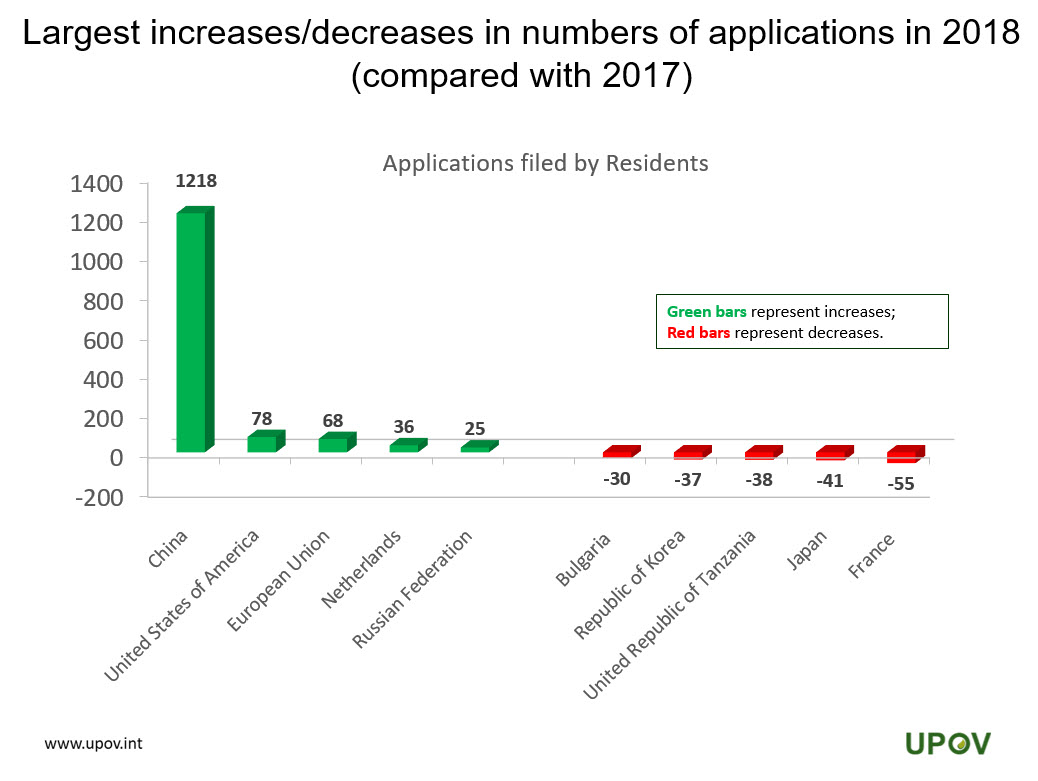 Largest increases/decreases in numbers of applications in 2018
(compared with 2017)
Applications filed by Residents
1400
1200
1000
800
600
400
200
0
-200
1218
78
68
36
25
-30
-37
-38
-41
-55
Green bars represent increases;
Red bars represent decreases.
China
United States of America
European Union
Netherlands
Russian Federation
Bulgaria
Republic of Korea
United Republic of Tanzania
Japan
France
www.upov.int
UPOV